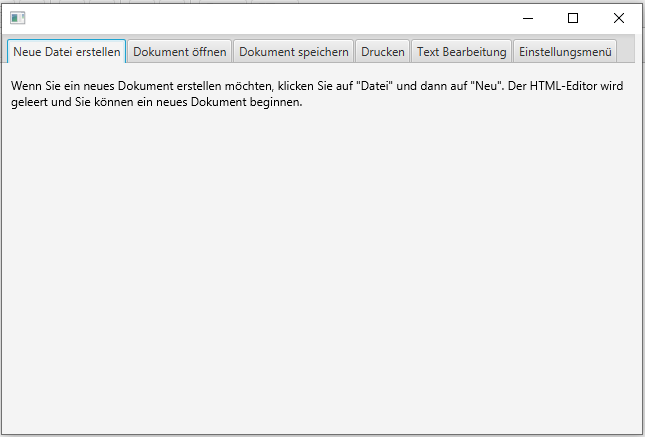 Neue Datei erstellen Dokument öffnen Dokument speichern Drucken Text Bearbeitung Einstellungsmenü
Wenn Sie ein neues Dokument erstellen möchten, klicken Sie auf "Datei" und dann auf "Neu". Der HTML-Editor wird
geleert und Sie können ein neues Dokument beginnen.